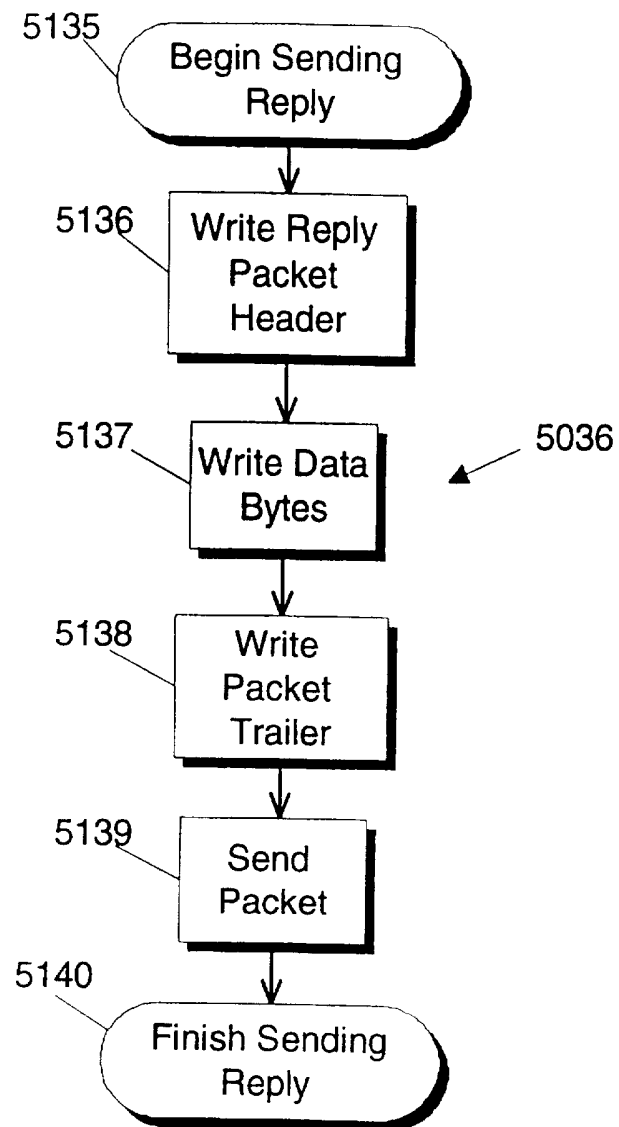 5135
Begin Sending
Reply
5136
Write Reply
Packet
Header
5137
Write Data
Bytes
5036
5138
Write
Packet
Trailer
5139
Send
Packet
5140
Finish Sending
Reply